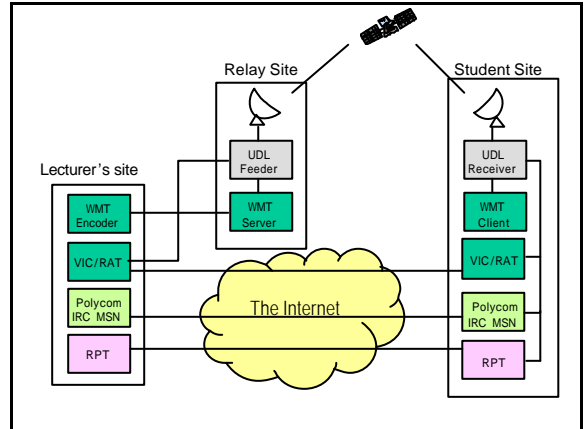 Relay Site
Student Site
Lecturer's site
UDL
Feeder
UDL
Receiver
WMT
Encoder
WMT
Server
WMT
Client
VIC/RAT
VIC/RAT
Polycom
IRC MSN
The Internet
Polycom
IRC MSN
RPT
RPT